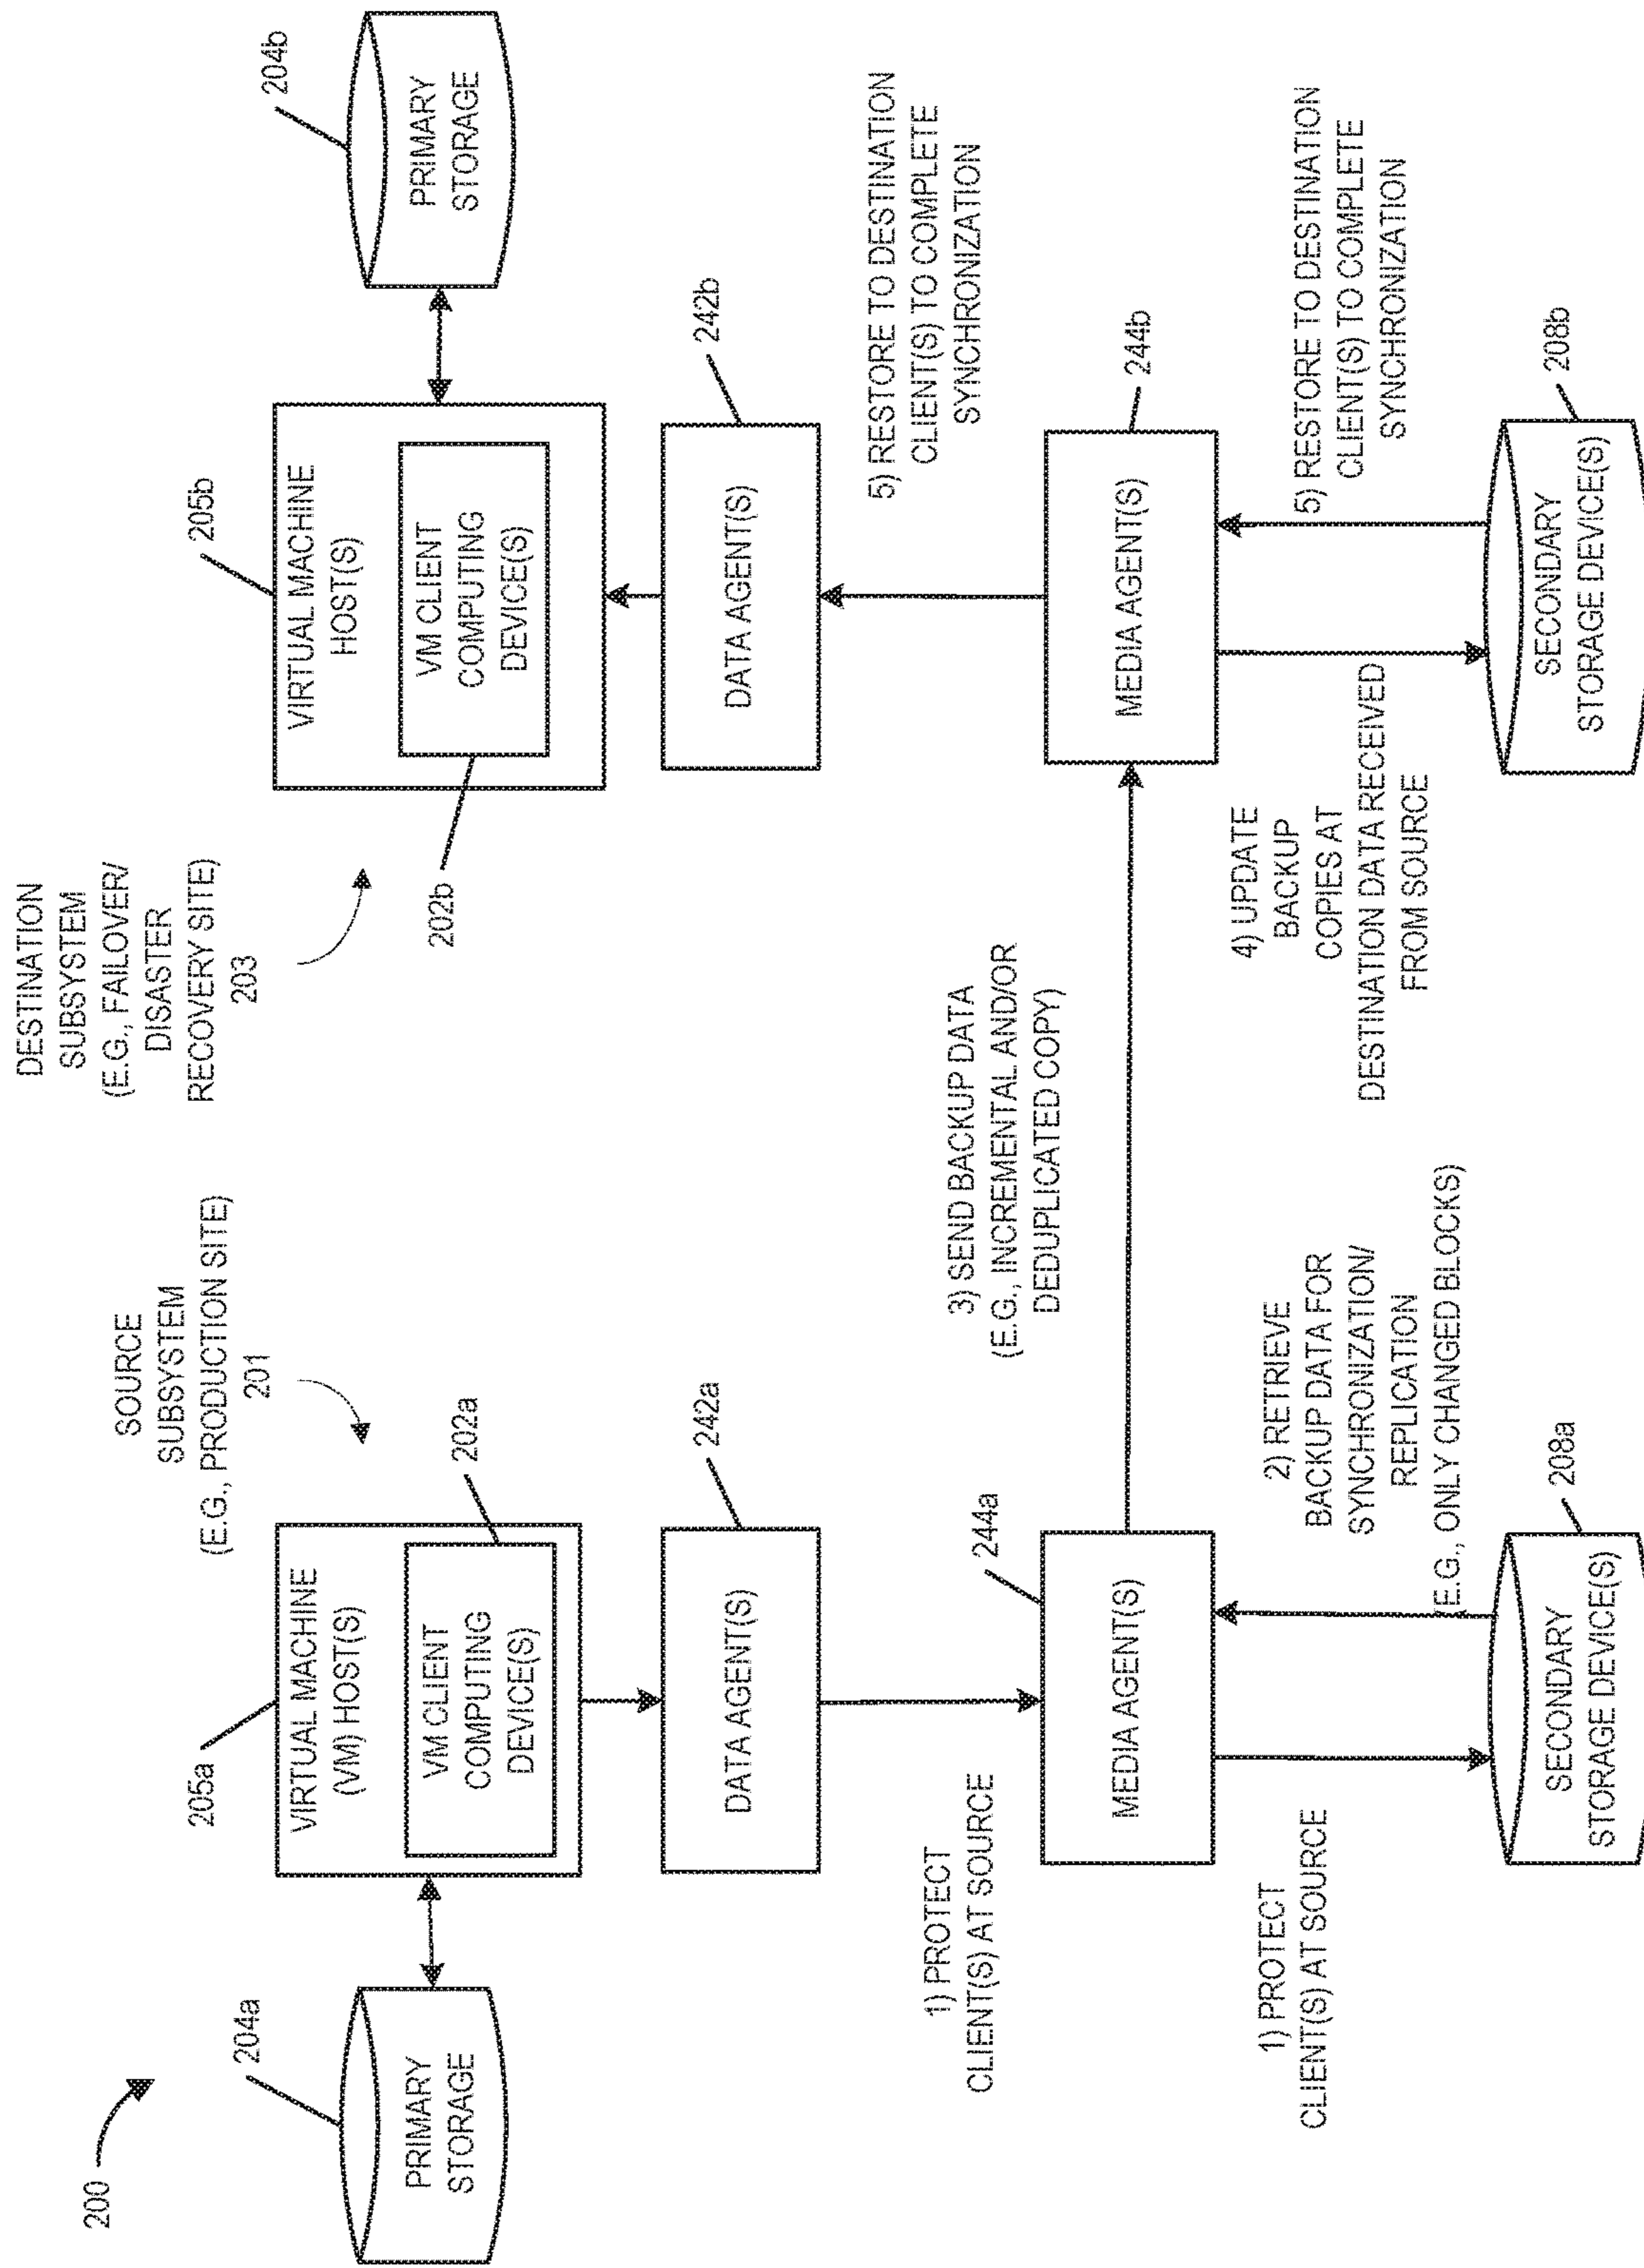 200
SOURCE
SUBSYSTEM
(E.G., PRODUCTION SITE)
201
DESTINATION
SUBSYSTEM
(E.G., FAILOVER/
DISASTER
RECOVERY SITE)
203
204a
PRIMARY
STORAGE
205a
VIRTUAL MACHINE
(VM) HOST(S)
VM CLIENT
COMPUTING
DEVICE(S)
202a
205b
VIRTUAL MACHINE
HOST(S)
VM CLIENT
COMPUTING
DEVICE(S)
202b
204b
PRIMARY
STORAGE
DATA AGENT(S)
242a
DATA AGENT(S)
242b
1) PROTECT
CLIENT(S) AT SOURCE
3) SEND BACKUP DATA
(E.G., INCREMENTAL AND/OR
DEDUPLICATED COPY)
5) RESTORE TO DESTINATION
CLIENT(S) TO COMPLETE
SYNCHRONIZATION
244a
MEDIA AGENT(S)
MEDIA AGENT(S)
244b
1) PROTECT
CLIENT(S) AT SOURCE
2) RETRIEVE
BACKUP DATA FOR
SYNCHRONIZATION/
REPLICATION
(E.G., ONLY CHANGED BLOCKS)
4) UPDATE
BACKUP
COPIES AT
DESTINATION DATA RECEIVED
FROM SOURCE
5) RESTORE TO DESTINATION
CLIENT(S) TO COMPLETE
SYNCHRONIZATION
SECONDARY
STORAGE DEVICE(S)
208a
SECONDARY
STORAGE DEVICE(S)
208b